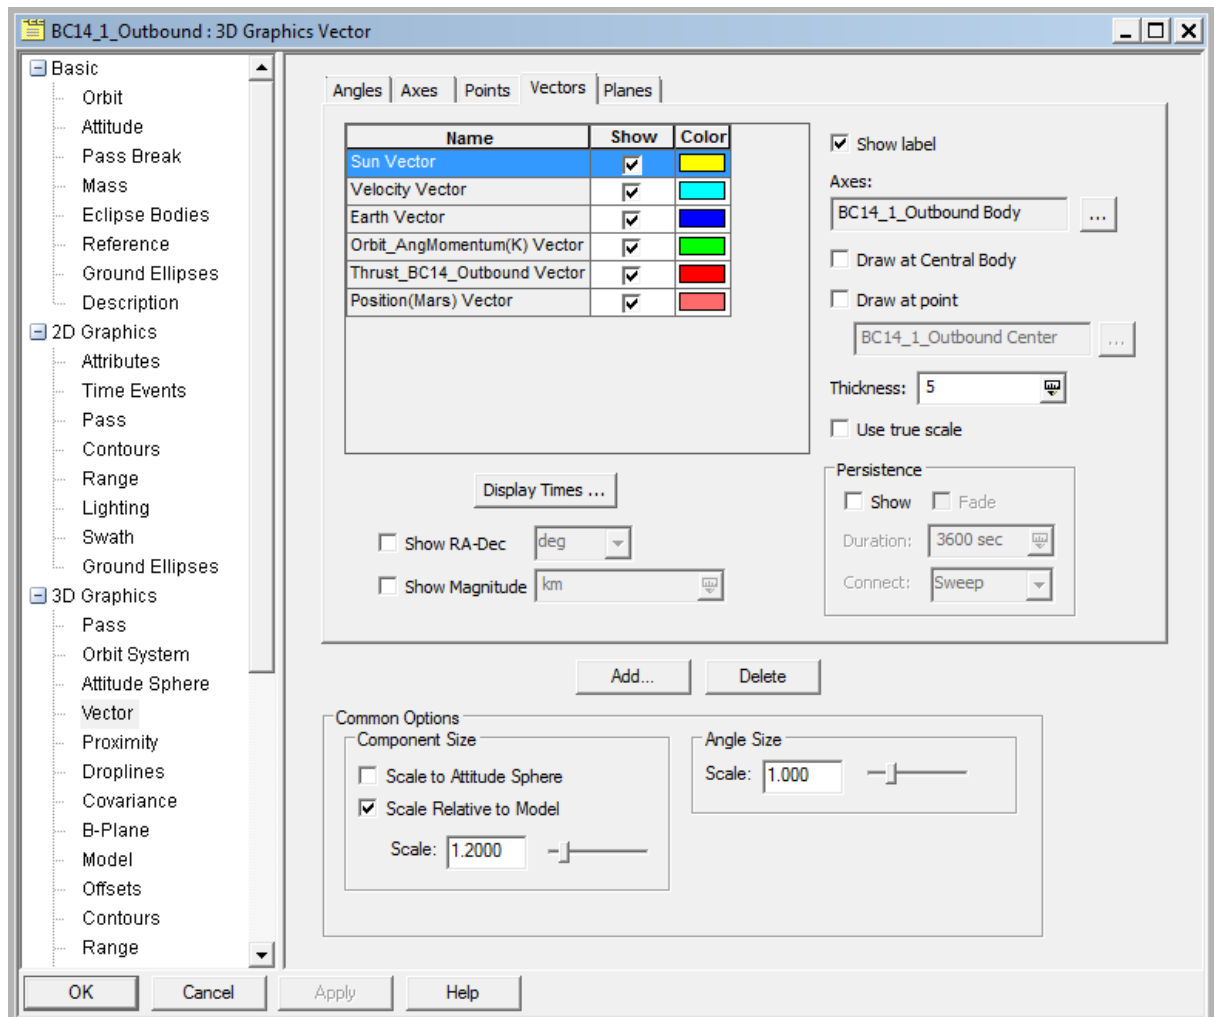 BC14_1_Outbound : 3D Graphics Vector
Basic
Orbit
Attitude
Pass Break
Mass
Eclipse Bodies
Reference
Ground Ellipses
Description
2D Graphics
Attributes
Time Events
Pass
Contours
Range
Lighting
Swath
Ground Ellipses
3D Graphics
Pass
Orbit System
Attitude Sphere
Vector
Proximity
Droplines
Covariance
B-Plane
Model
Offsets
Contours
Range
Angles Axes Points Vectors Planes
Name Show Color
Sun Vector
Velocity Vector
Earth Vector
Orbit_AngMomentum(K) Vector
Thrust_BC14_Outbound Vector
Position(Mars) Vector
Display Times ...
Show RA-Dec deg
Show Magnitude km
Show label
Axes:
BC14_1_Outbound Body ...
Draw at Central Body
Draw at point
BC14_1_Outbound Center ...
Thickness: 5
Use true scale
Persistence
Show Fade
Duration: 3600 sec
Connect: Sweep
Add... Delete
Common Options
Component Size
Scale to Attitude Sphere
Scale Relative to Model
Scale: 1.2000
Angle Size
Scale: 1.000
OK Cancel Apply Help